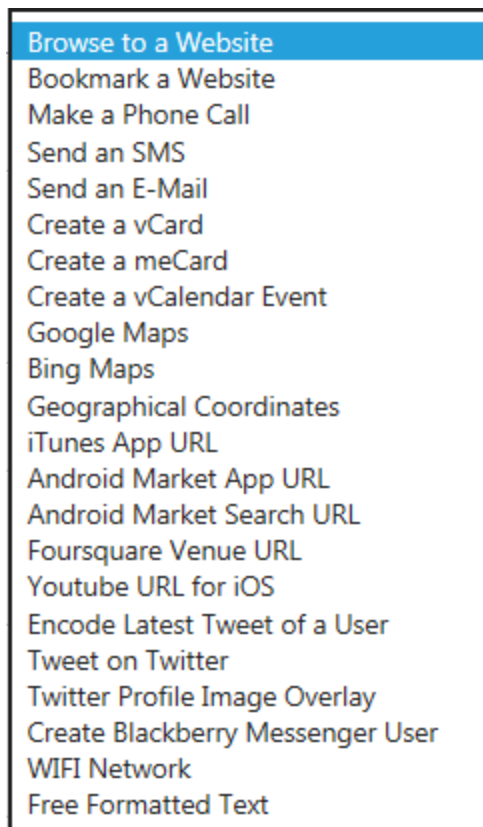 Browse to a Website
Bookmark a Website
Make a Phone Call
Send an SMS
Send an E-Mail
Create a vCard
Create a meCard
Create a vCalendar Event
Google Maps
Bing Maps
Geographical Coordinates
iTunes App URL
Android Market App URL
Android Market Search URL
Foursquare Venue URL
Youtube URL for iOS
Encode Latest Tweet of a User
Tweet on Twitter
Twitter Profile Image Overlay
Create Blackberry Messenger User
WIFI Network
Free Formatted Text